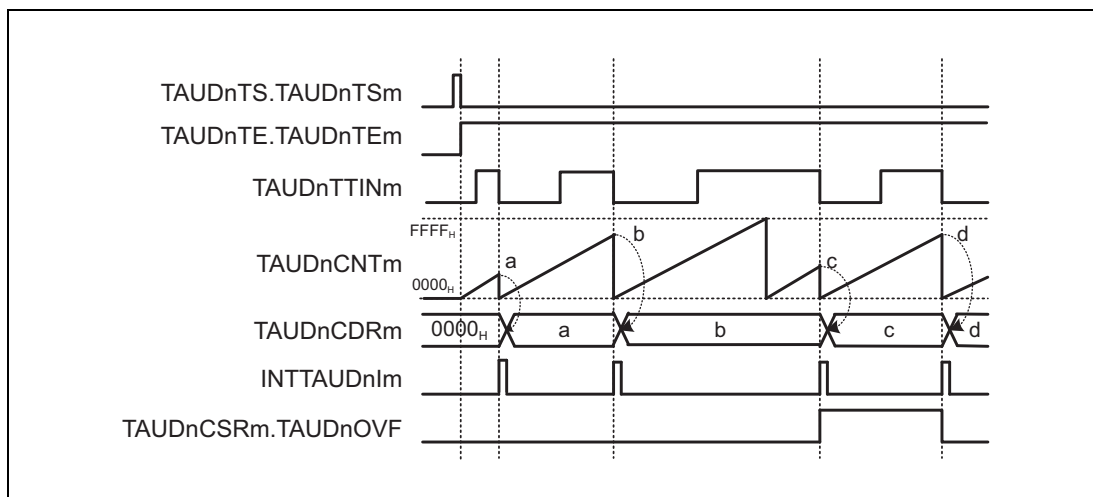 TAUDnTS.TAUDnTSm
TAUDnTE.TAUDnTEm
TAUDnTTINm
FFFFH
TAUDnCNTm
0000H
a
b
c
d
TAUDnCDRm
0000H
a
b
c
d
INTTAUDnIm
TAUDnCSRm.TAUDnOVF